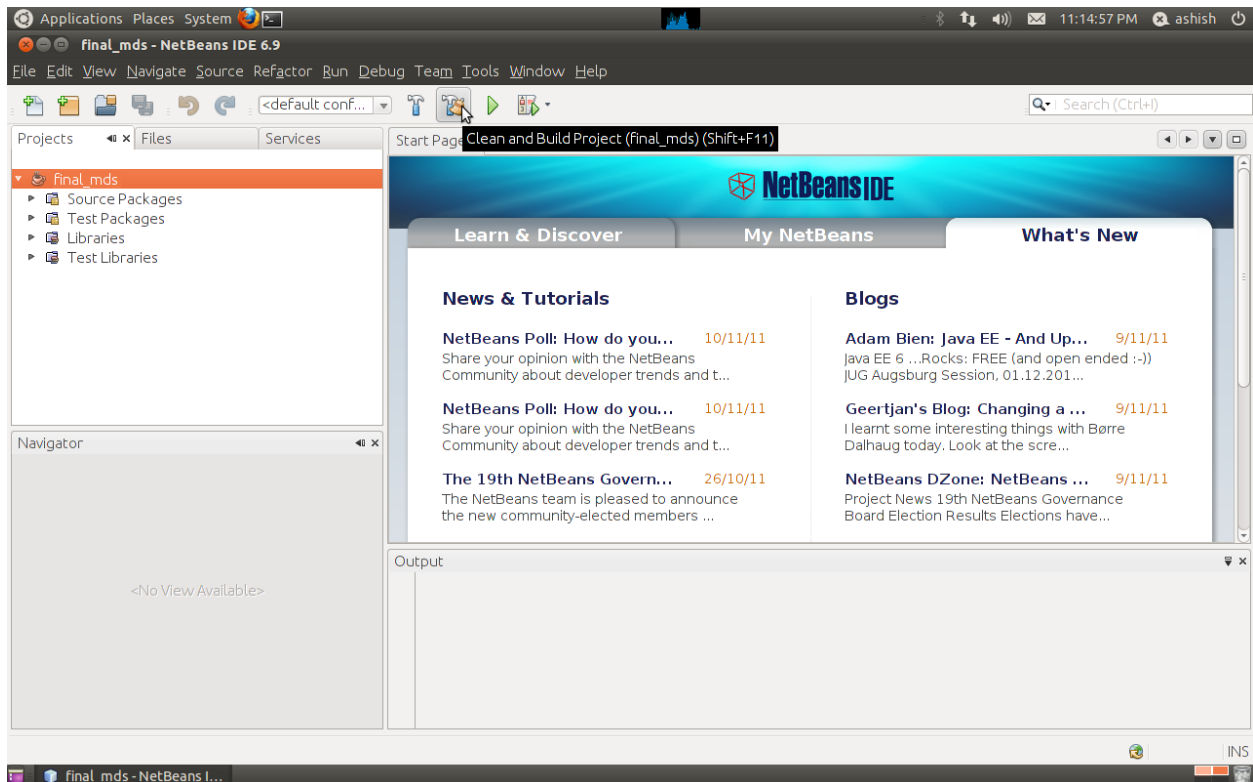 Applications Places System 11:14:57 PM ashish
final_mds - NetBeans IDE 6.9
File Edit View Navigate Source Refactor Run Debug Team Tools Window Help
<default conf... Search (Ctrl+I)
Projects Files Services
Start Page
Clean and Build Project (final_mds) (Shift+F11)
final_mds
Source Packages
Test Packages
Libraries
Test Libraries
NetBeans IDE
Learn & Discover My NetBeans What's New
News & Tutorials
NetBeans Poll: How do you... 10/11/11
Share your opinion with the NetBeans
Community about developer trends and t...
NetBeans Poll: How do you... 10/11/11
Share your opinion with the NetBeans
Community about developer trends and t...
The 19th NetBeans Govern... 26/10/11
The NetBeans team is pleased to announce
the new community-elected members ...
Blogs
Adam Bien: Java EE - And Up... 9/11/11
Java EE 6 ...Rocks: FREE (and open ended :-))
JUG Augsburg Session, 01.12.201...
Geertjan's Blog: Changing a ... 9/11/11
I learnt some interesting things with Børre
Dalhaug today. Look at the scre...
NetBeans DZone: NetBeans ... 9/11/11
Project News 19th NetBeans Governance
Board Election Results Elections have...
Navigator
<No View Available>
Output
INS
final_mds - NetBeans I...